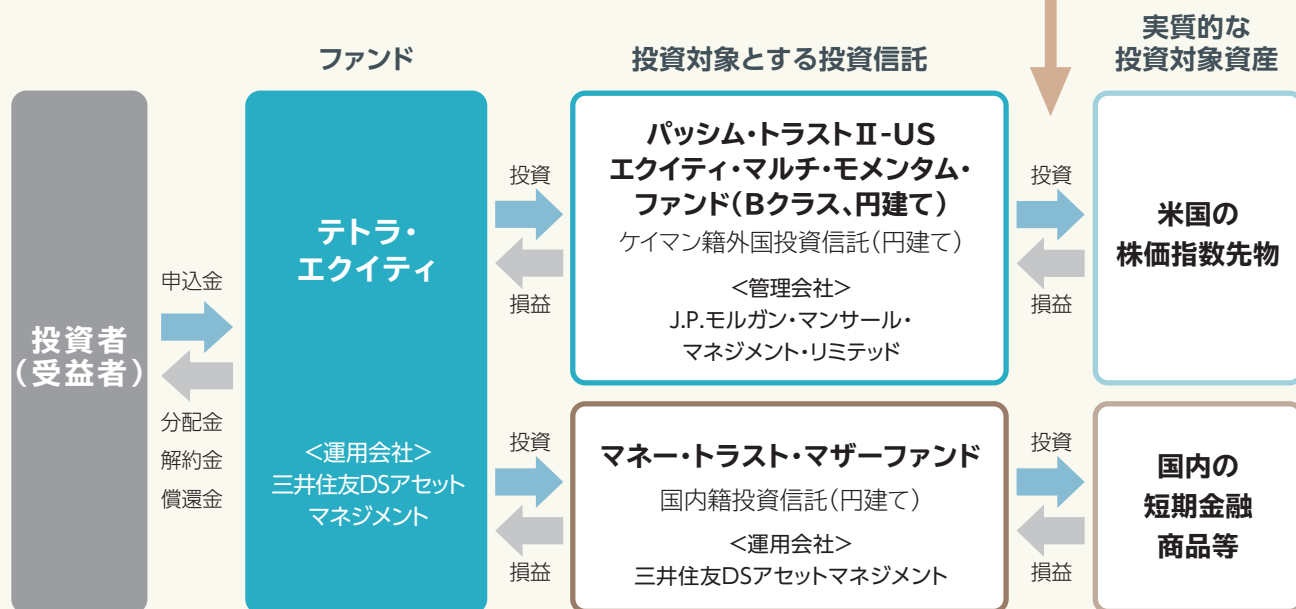 ファンド
投資対象とする投資信託
実質的な
投資対象資産
投資者
(受益者)
申込金
分配金
解約金
償還金
テトラ・
エクイティ
<運用会社>
三井住友DSアセット
マネジメント
投資
損益
パッシム・トラストⅡ-US
エクイティ・マルチ・モメンタム・
ファンド(Bクラス、円建て)
ケイマン籍外国投資信託(円建て)
<管理会社>
J.P.モルガン・マンサール・
マネジメント・リミテッド
投資
損益
米国の
株価指数先物
投資
損益
マネー・トラスト・マザーファンド
国内籍投資信託(円建て)
<運用会社>
三井住友DSアセットマネジメント
投資
損益
国内の
短期金融
商品等